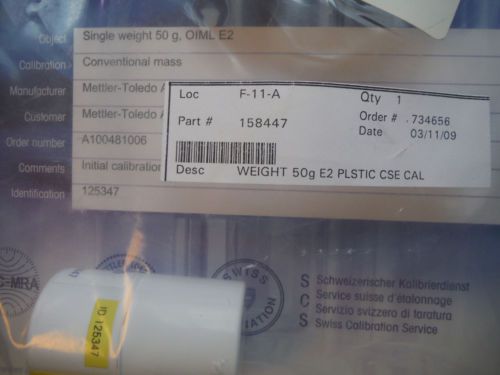 Object Single weight 50 g, OIML E2
Calibration Conventional mass
Manufacturer Mettler-Toledo A
Customer Mettler-Toledo A
Order number A100481006
Comments Initial calibration
Identification 125347
Loc F-11-A Qty 1
Part # 158447 Order # .734656
Date 03/11/09
Desc WEIGHT 50g E2 PLSTIC CSE CAL
C-MRA
SWISS
S Schweizerischer Kalibrierdienst
C Service suisse d'étalonnage
S Servizio svizzero di taratura
S Swiss Calibration Service
ID 125347